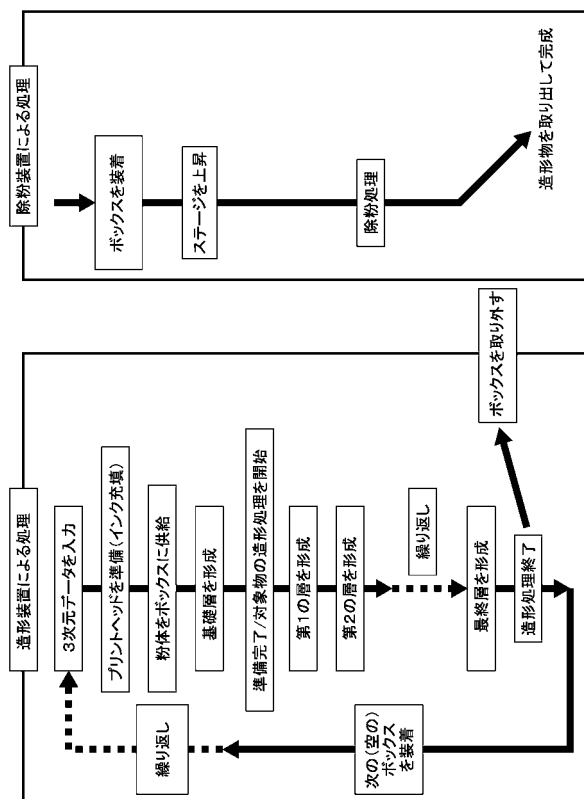 造形装置による処理
3次元データを入力
プリントヘッドを準備(インク充填)
粉体をボックスに供給
基礎層を形成
準備完了/対象物の造形処理を開始
第1の層を形成
第2の層を形成
繰り返し
最終層を形成
造形処理終了
ボックスを取り外す
次の(空の)
ボックス
を装着
繰り返し
除粉装置による処理
ボックスを装着
ステージを上昇
除粉処理
造形物を取り出して完成